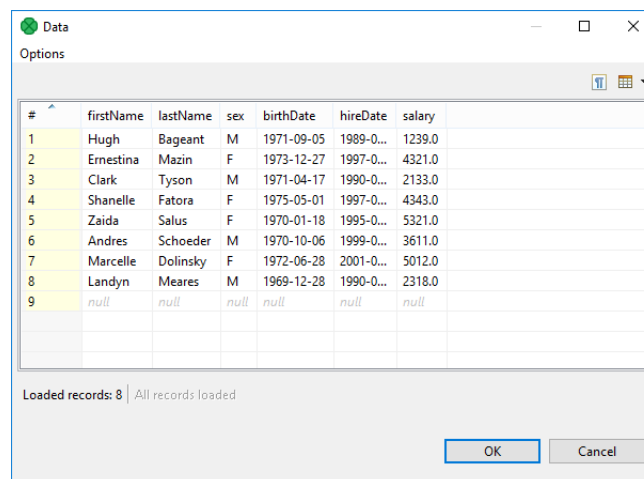 Data
Options
# firstName lastName sex birthDate hireDate salary
1 Hugh Bageant M 1971-09-05 1989-0... 1239.0
2 Ernestina Mazin F 1973-12-27 1997-0... 4321.0
3 Clark Tyson M 1971-04-17 1990-0... 2133.0
4 Shanelle Fatora F 1975-05-01 1997-0... 4343.0
5 Zaida Salus F 1970-01-18 1995-0... 5321.0
6 Andres Schoeder M 1970-10-06 1999-0... 3611.0
7 Marcelle Dolinsky F 1972-06-28 2001-0... 5012.0
8 Landyn Meares M 1969-12-28 1990-0... 2318.0
9 null null null null null null
Loaded records: 8 All records loaded
OK Cancel